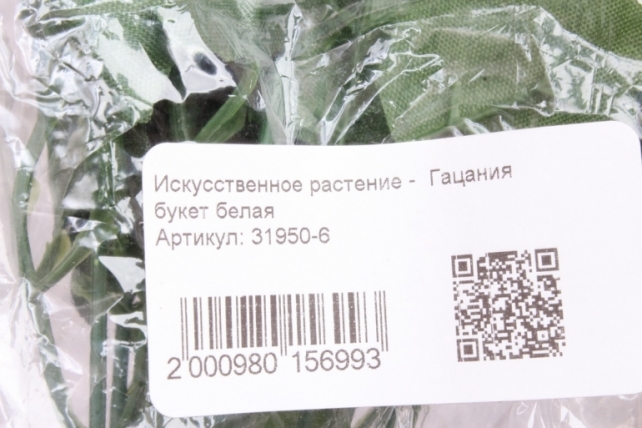 Искусственное растение - Гацания
букет белая
Артикул: 31950-6
2 000980 156993